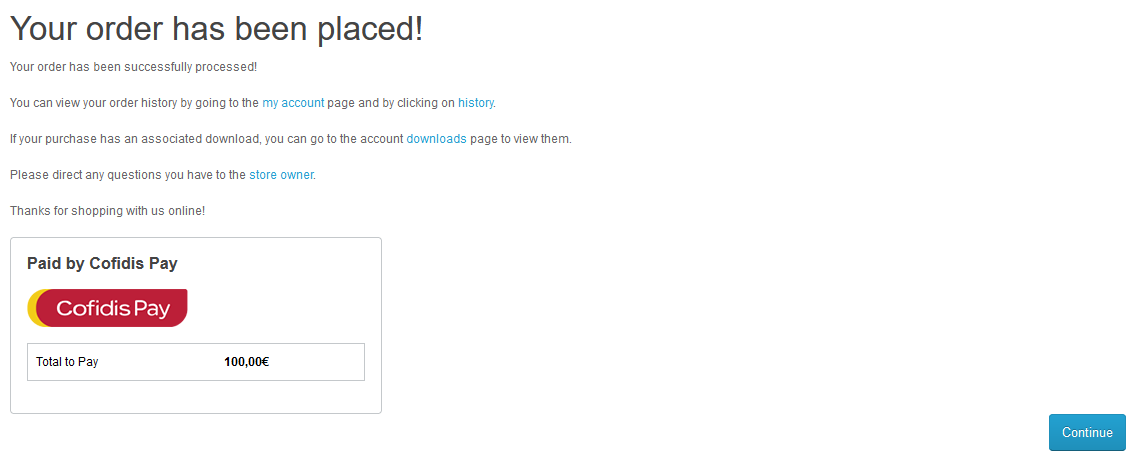 Your order has been placed!
Your order has been successfully processed!
You can view your order history by going to the my account page and by clicking on history.
If your purchase has an associated download, you can go to the account downloads page to view them.
Please direct any questions you have to the store owner.
Thanks for shopping with us online!
Paid by Cofidis Pay
Cofidis Pay
Total to Pay 100,00€
Continue